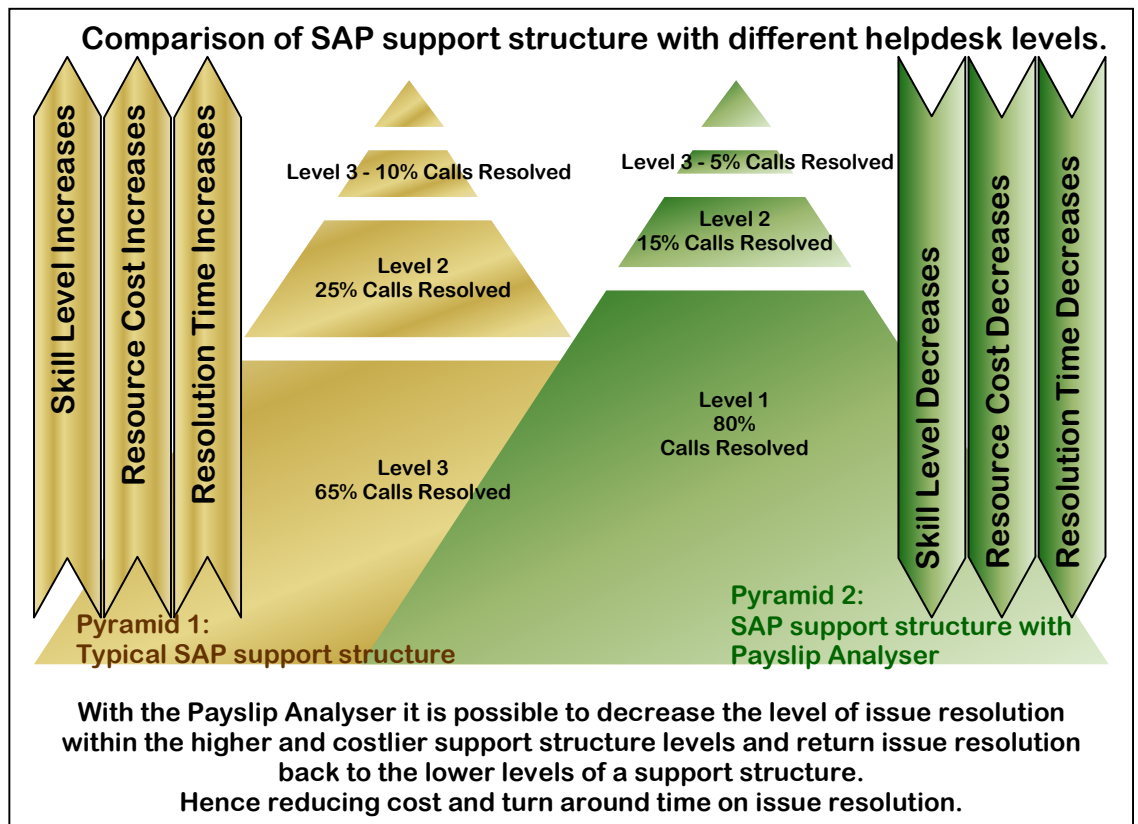 Comparison of SAP support structure with different helpdesk levels.
Skill Level Increases
Resource Cost Increases
Resolution Time Increases
Level 3 - 10% Calls Resolved
Level 2
25% Calls Resolved
Level 3
65% Calls Resolved
Pyramid 1:
Typical SAP support structure
Level 3 - 5% Calls Resolved
Level 2
15% Calls Resolved
Level 1
80%
Calls Resolved
Pyramid 2:
SAP support structure with
Payslip Analyser
Skill Level Decreases
Resource Cost Decreases
Resolution Time Decreases
With the Payslip Analyser it is possible to decrease the level of issue resolution
within the higher and costlier support structure levels and return issue resolution
back to the lower levels of a support structure.
Hence reducing cost and turn around time on issue resolution.